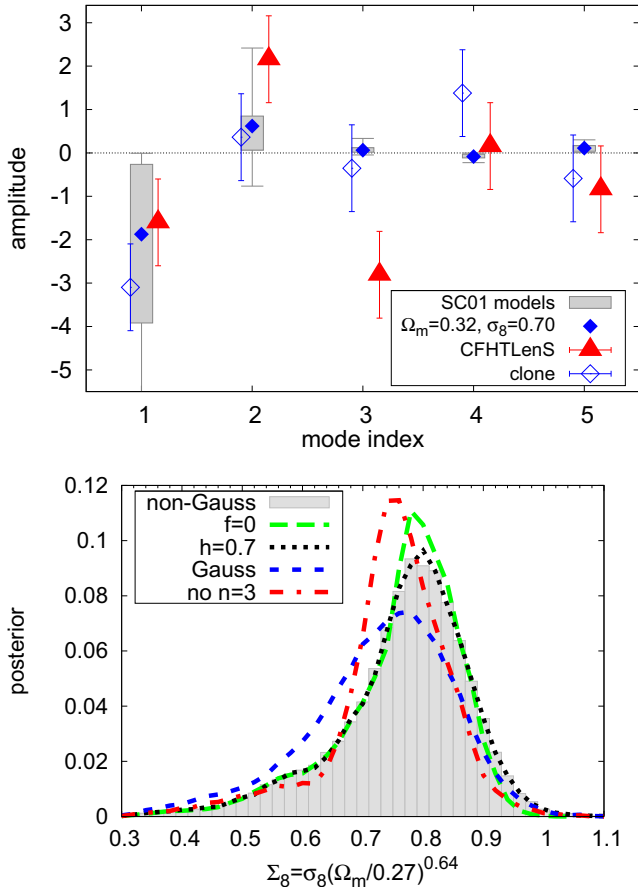 3
2
1
0
-1
-2
-3
-4
-5
amplitude
SC01 models
Ωm=0.32, σ8=0.70
CFHTLenS
clone
1 2 3 4 5
mode index
0.12
0.1
0.08
0.06
0.04
0.02
0
posterior
non-Gauss
f=0
h=0.7
Gauss
no n=3
0.3 0.4 0.5 0.6 0.7 0.8 0.9 1 1.1
Σ8=σ8(Ωm/0.27)^0.64